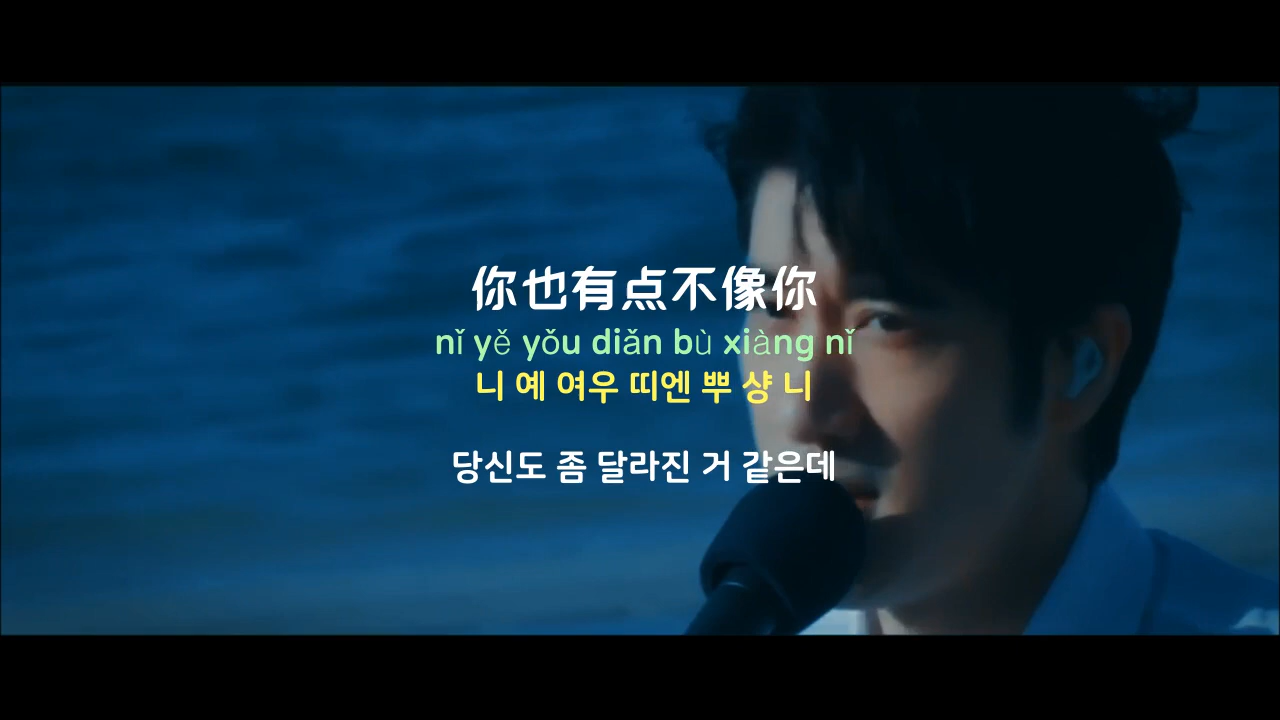 你也有点不像你
nǐ yě yǒu diǎn bù xiàng nǐ
니 예 여우 띠엔 뿌 샹 니
당신도 좀 달라진 거 같은데